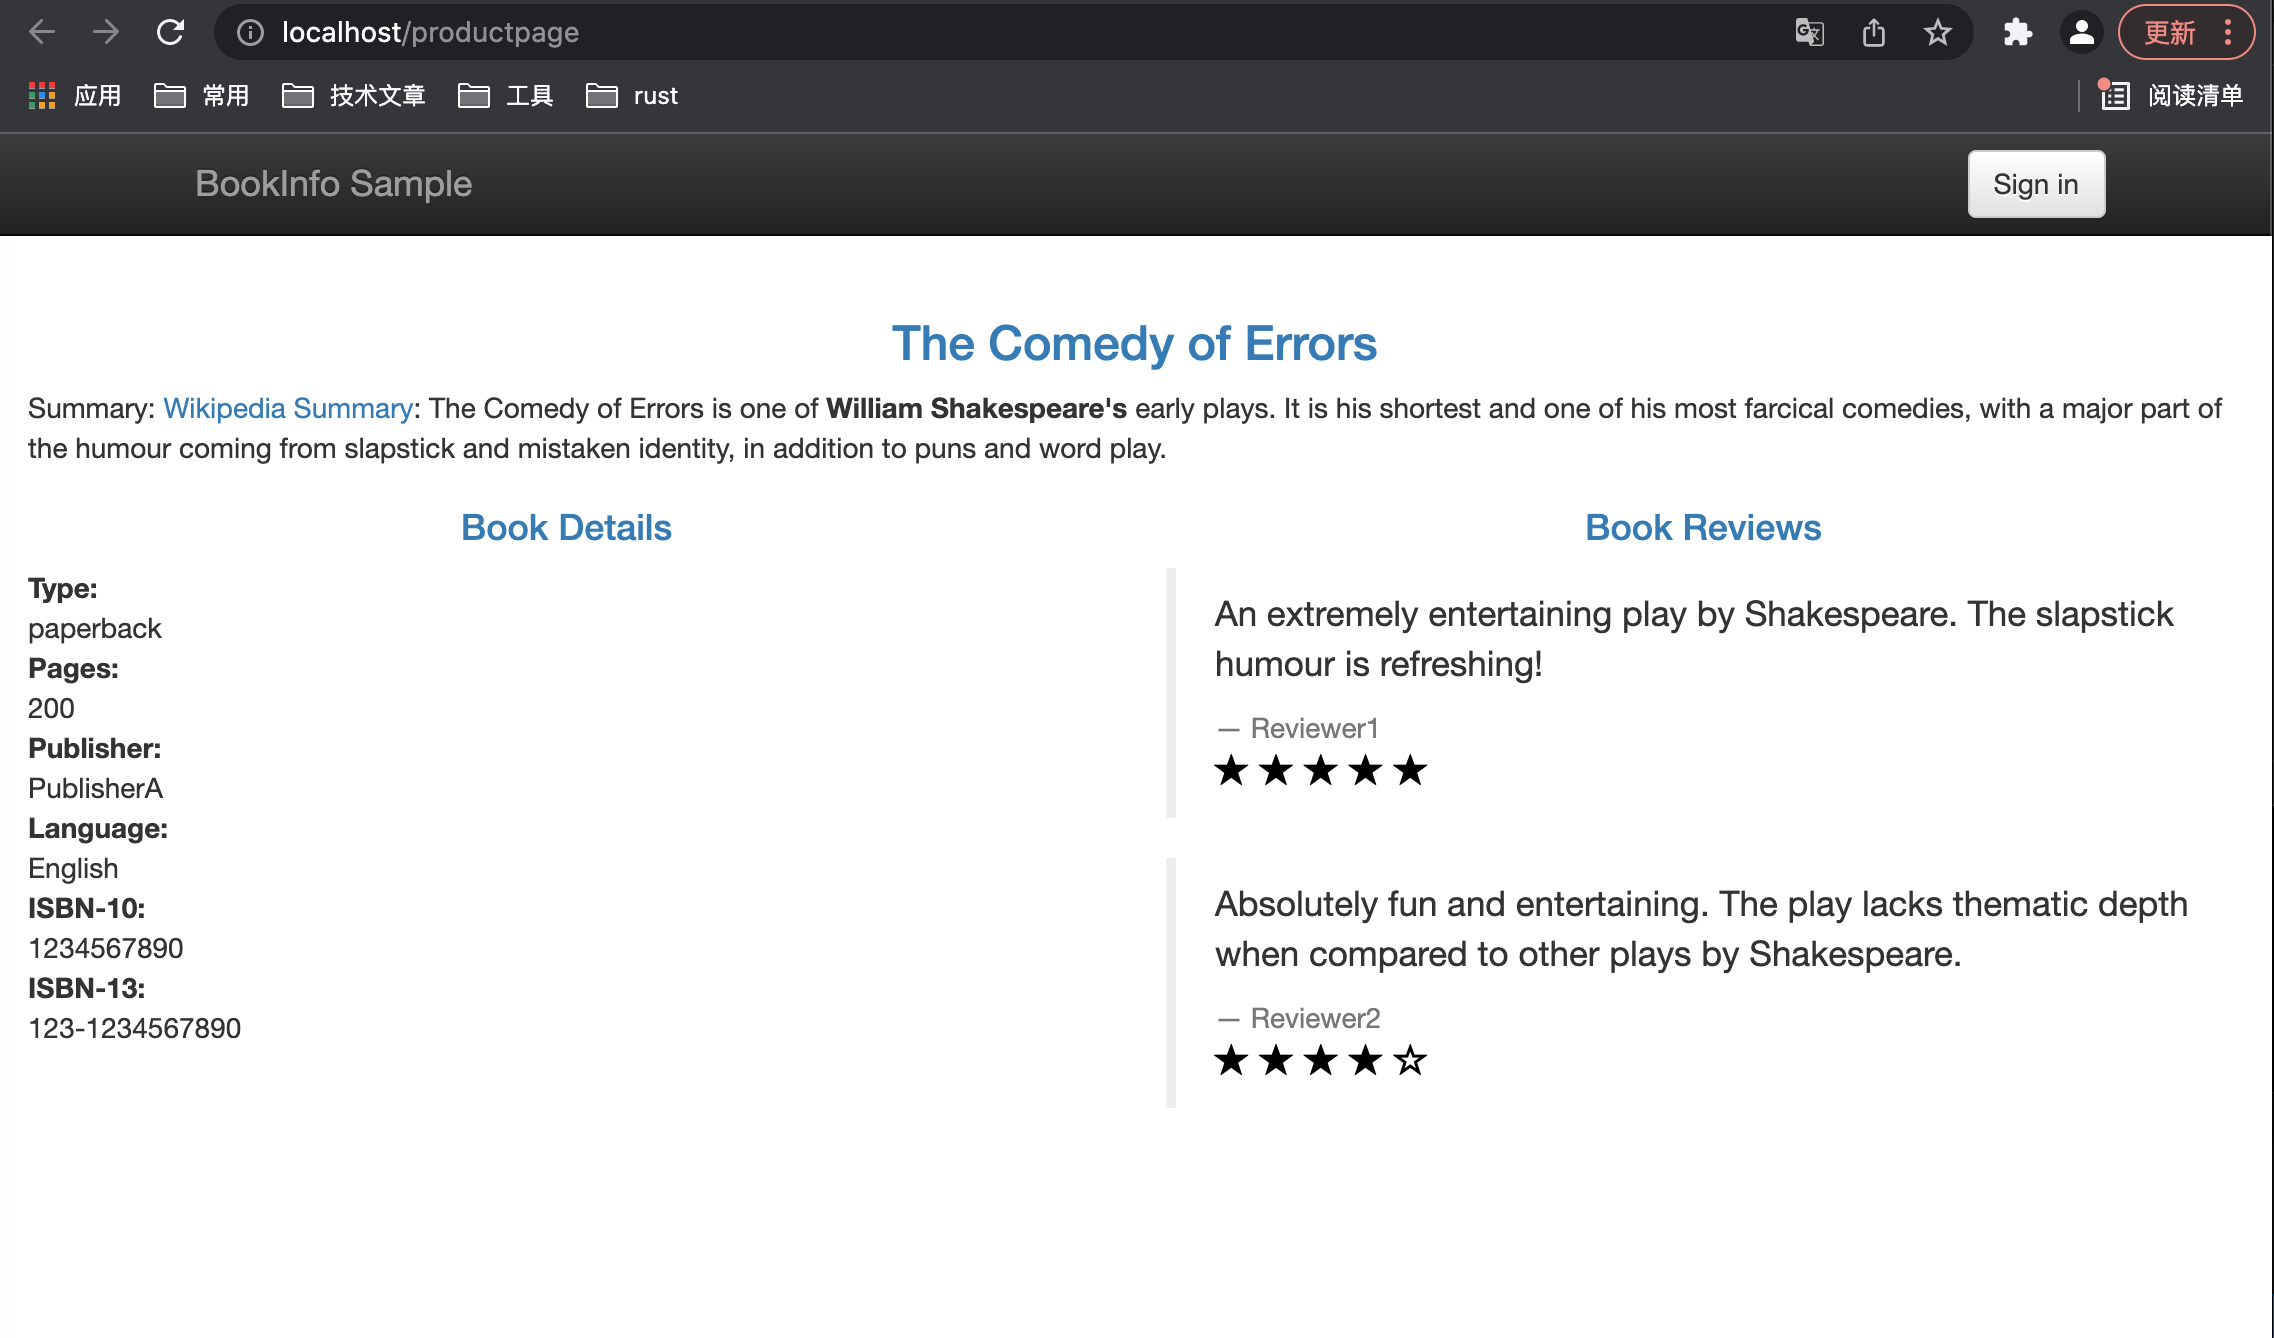 localhost/productpage
更新
应用 常用 技术文章 工具 rust 阅读清单
BookInfo Sample Sign in
The Comedy of Errors
Summary: Wikipedia Summary: The Comedy of Errors is one of William Shakespeare's early plays. It is his shortest and one of his most farcical comedies, with a major part of
the humour coming from slapstick and mistaken identity, in addition to puns and word play.
Book Details
Type:
paperback
Pages:
200
Publisher:
PublisherA
Language:
English
ISBN-10:
1234567890
ISBN-13:
123-1234567890
Book Reviews
An extremely entertaining play by Shakespeare. The slapstick
humour is refreshing!
— Reviewer1
★★★★★
Absolutely fun and entertaining. The play lacks thematic depth
when compared to other plays by Shakespeare.
— Reviewer2
★★★★☆